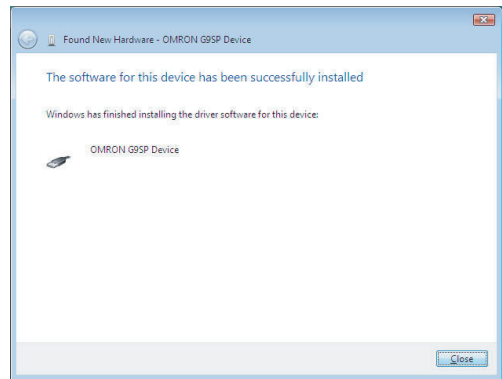 Found New Hardware - OMRON G9SP Device
The software for this device has been successfully installed
Windows has finished installing the driver software for this device:
OMRON G9SP Device
Close